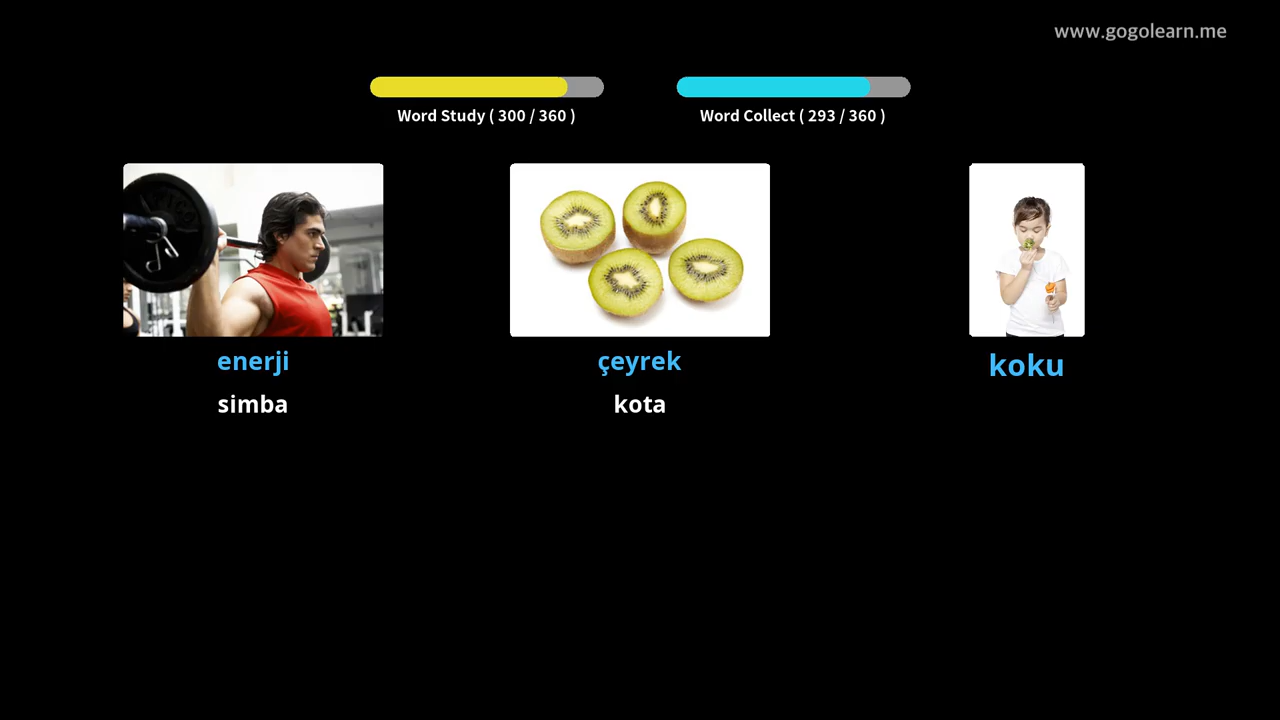 www.gogolearn.me
Word Study ( 300 / 360 )
Word Collect ( 293 / 360 )
enerji
simba
çeyrek
kota
koku